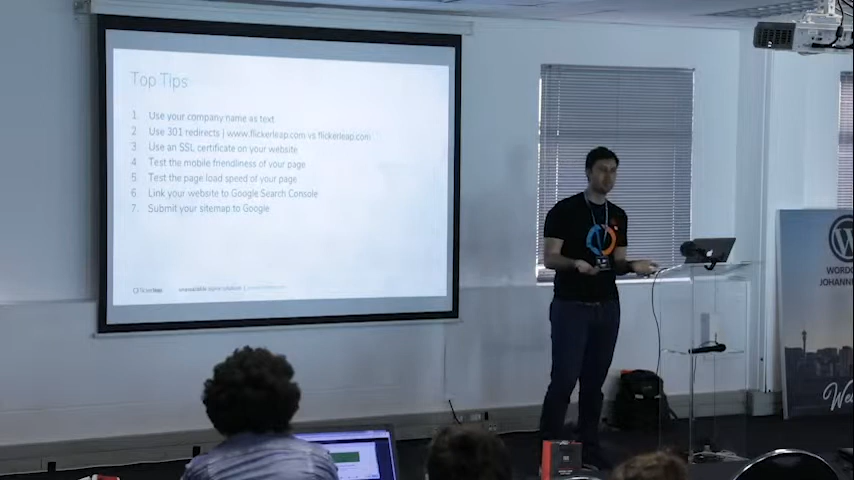 Top Tips
1. Use your company name as text
2. Use 301 redirects | www.flickerleap.com vs flickerleap.com
3. Use an SSL certificate on your website
4. Test the mobile friendliness of your page
5. Test the page load speed of your page
6. Link your website to Google Search Console
7. Submit your sitemap to Google